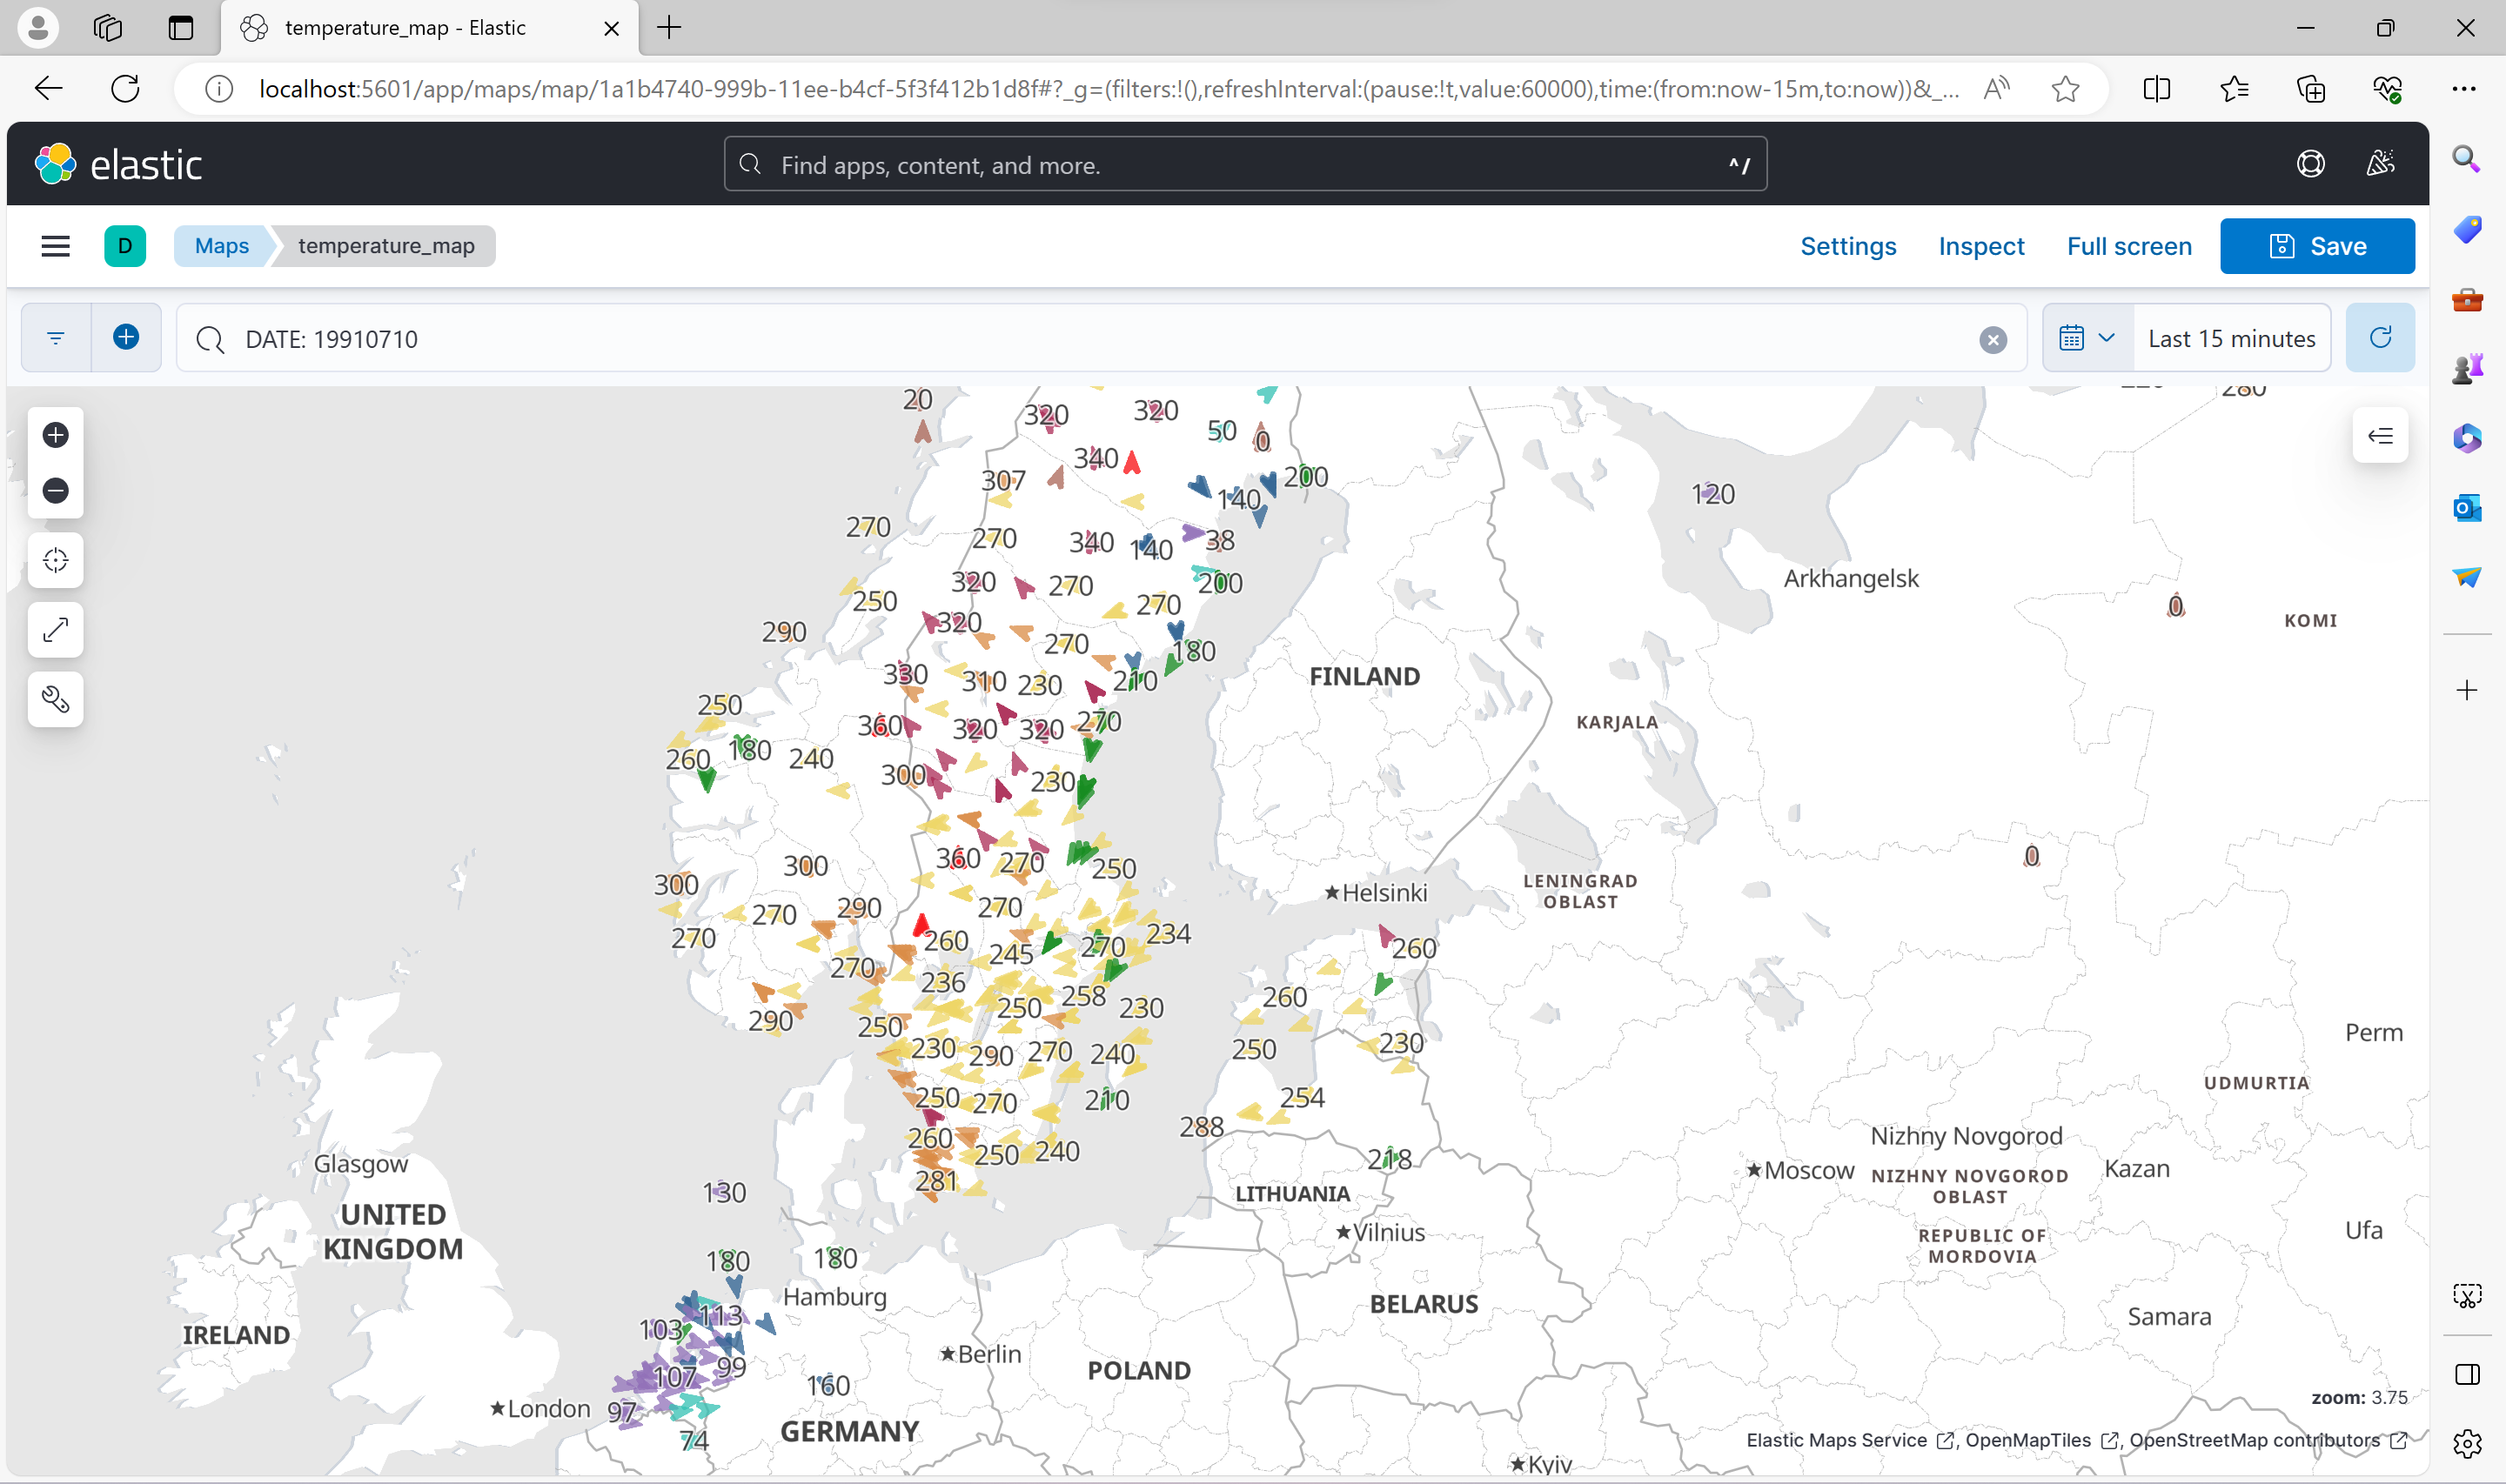 temperature_map - Elastic
localhost:5601/app/maps/map/1a1b4740-999b-11ee-b4cf-5f3f412b1d8f#?_g=(filters:!(),refreshInterval:(pause:!t,value:60000),time:(from:now-15m,to:now))&_...
elastic
Find apps, content, and more.
^ /
D
Maps
temperature_map
Settings
Inspect
Full screen
Save
DATE: 19910710
Last 15 minutes
20
320
320
50
0
280
340
307
200
140
120
270
270
340
140
38
Arkhangelsk
320
270
200
250
270
0
KOMI
290
320
270
180
330
310
230
210
FINLAND
250
360
320
320
270
KARJALA
260
180
240
300
230
300
360
270
250
0
300
270
290
270
Helsinki
LENINGRAD
OBLAST
270
260
245
270
234
260
270
236
258
250
230
260
290
250
230
290
270
240
250
230
Perm
250
270
210
254
UDMURTIA
260
250
240
288
218
Nizhny Novgorod
Glasgow
281
130
Moscow
NIZHNY NOVGOROD
OBLAST
Kazan
UNITED
KINGDOM
LITHUANIA
Vilnius
REPUBLIC OF
MORDOVIA
Ufa
180
180
Hamburg
BELARUS
Samara
IRELAND
103
113
107
99
Berlin
POLAND
160
London
97
74
GERMANY
zoom: 3.75
Elastic Maps Service , OpenMapTiles , OpenStreetMap contributors
Kyiv